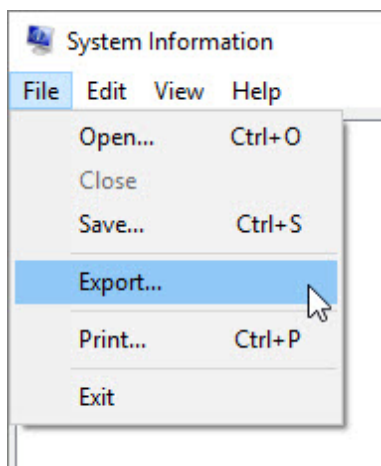 System Information
File Edit View Help
Open... Ctrl+O
Close
Save... Ctrl+S
Export...
Print... Ctrl+P
Exit